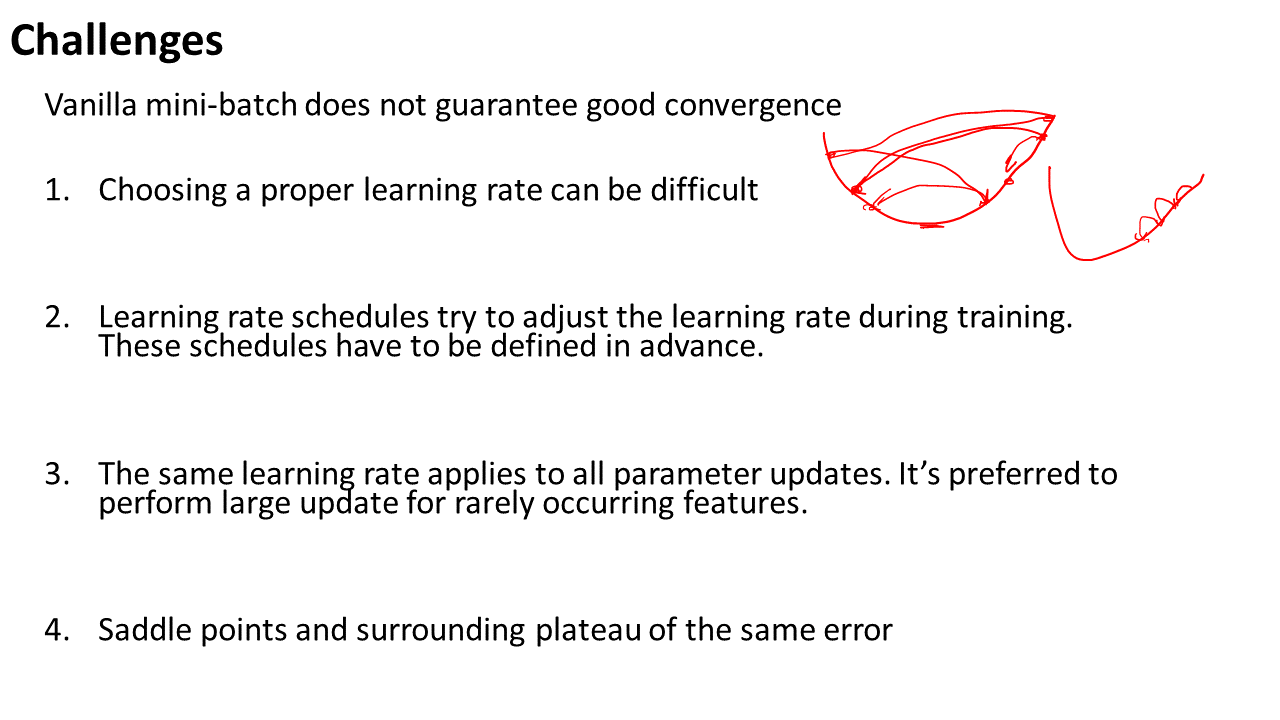 Challenges
Vanilla mini-batch does not guarantee good convergence
1. Choosing a proper learning rate can be difficult
2. Learning rate schedules try to adjust the learning rate during training.
These schedules have to be defined in advance.
3. The same learning rate applies to all parameter updates. It’s preferred to
perform large update for rarely occurring features.
4. Saddle points and surrounding plateau of the same error